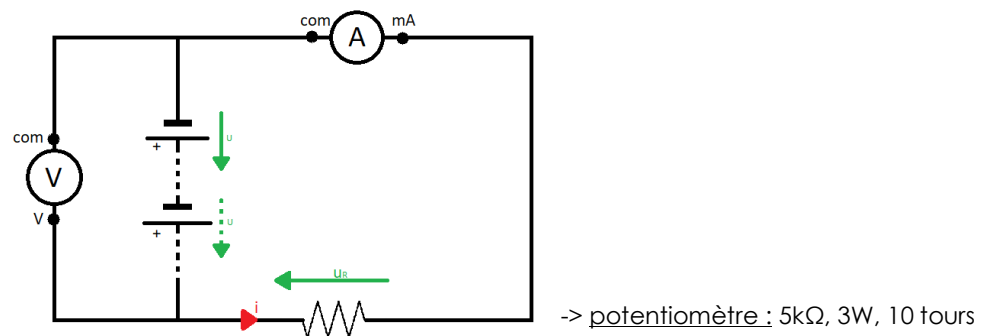 com mA
A
U
+
com
V
V
U
+
uR
i
-> potentiomètre : 5kΩ, 3W, 10 tours